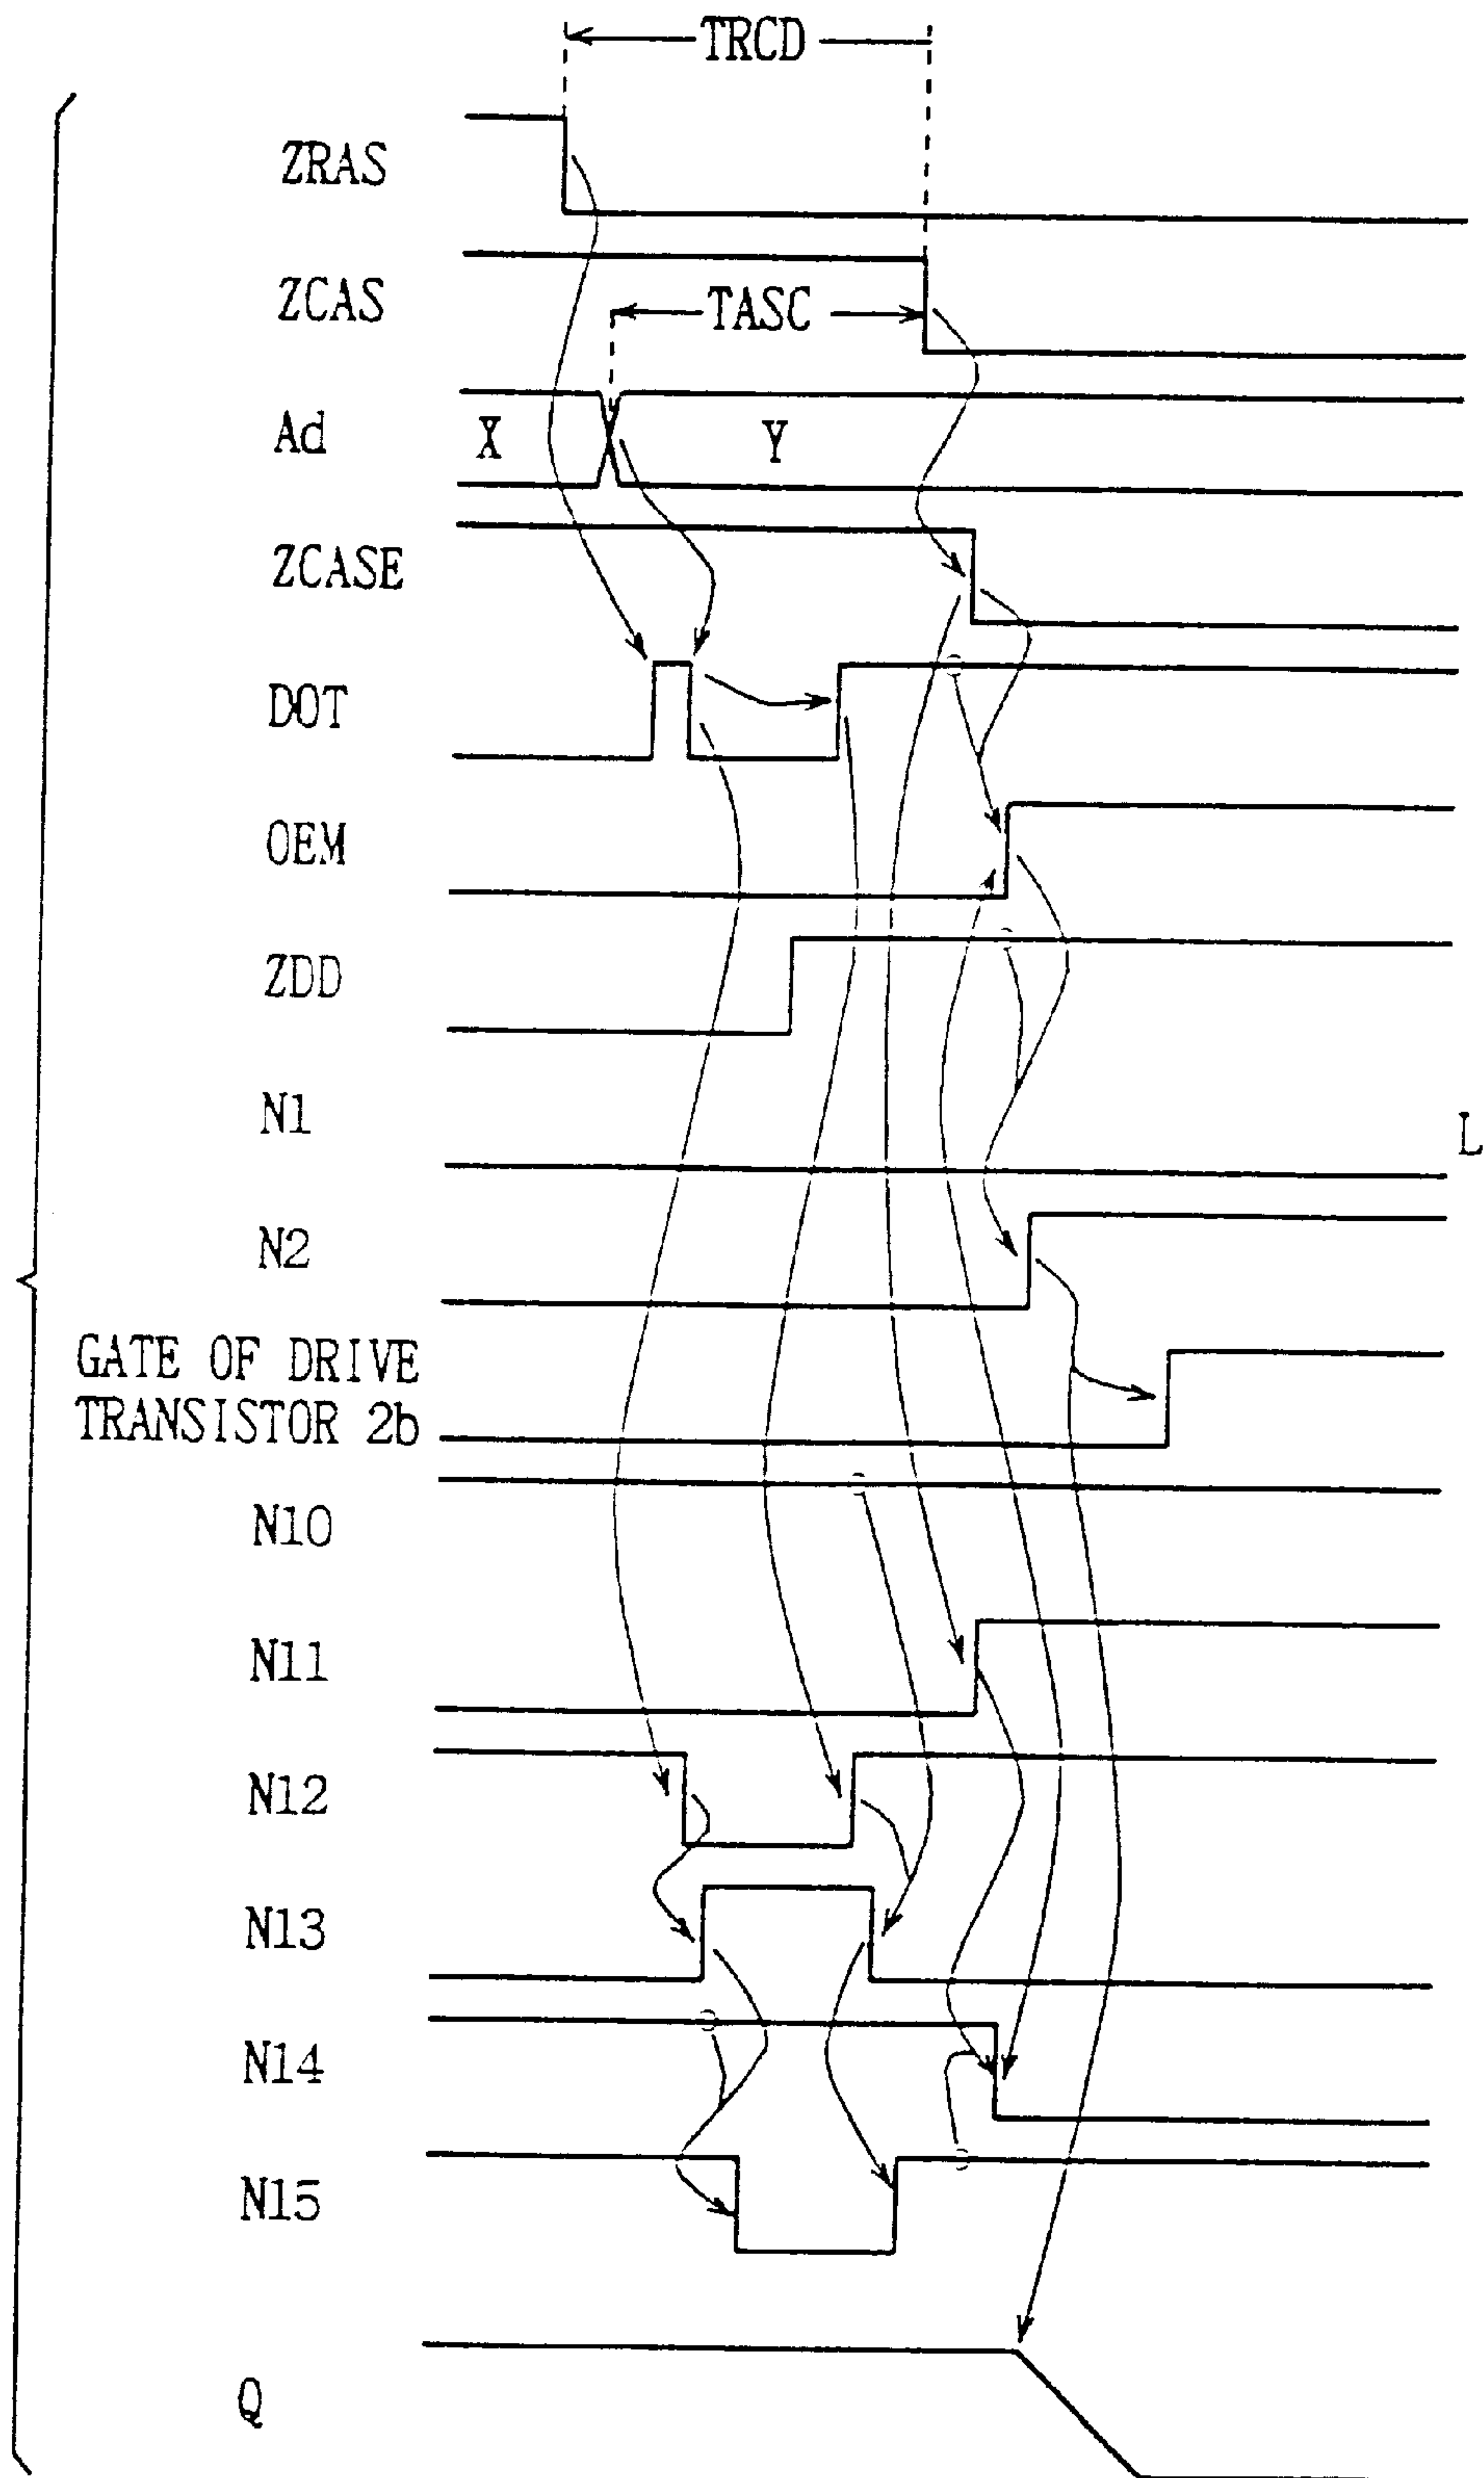 TRCD
ZRAS
ZCAS
TASC
Ad
X
Y
ZCASE
DOT
OEM
ZDD
N1
L
N2
GATE OF DRIVE
TRANSISTOR 2b
N10
N11
N12
N13
N14
N15
Q